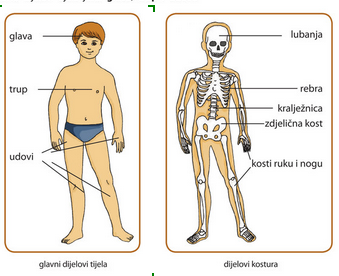 glava
trup
udovi
glavni dijelovi tijela
lubanja
rebra
kralježnica
zdjelična kost
kosti ruku i nogu
dijelovi kostura